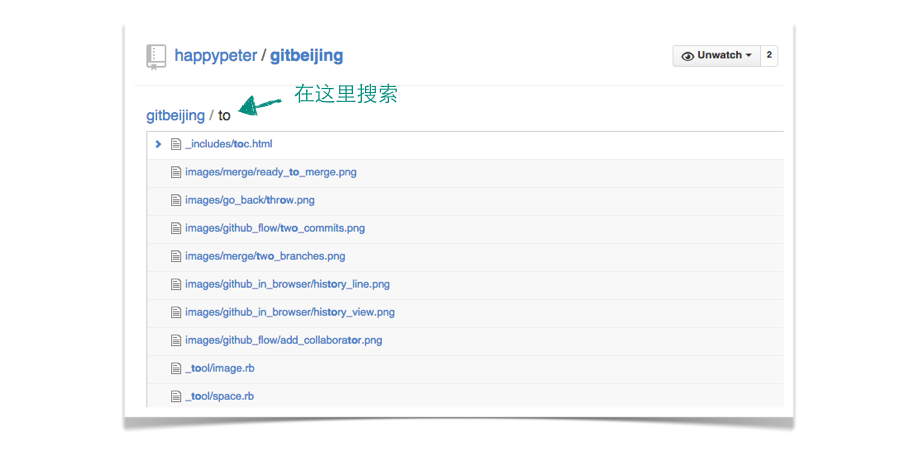 happypeter / gitbeijing
Unwatch 2
在这里搜索
gitbeijing / to
_includes/toc.html
images/merge/ready_to_merge.png
images/go_back/throw.png
images/github_flow/two_commits.png
images/merge/two_branches.png
images/github_in_browser/history_line.png
images/github_in_browser/history_view.png
images/github_flow/add_collaborator.png
_tool/image.rb
_tool/space.rb